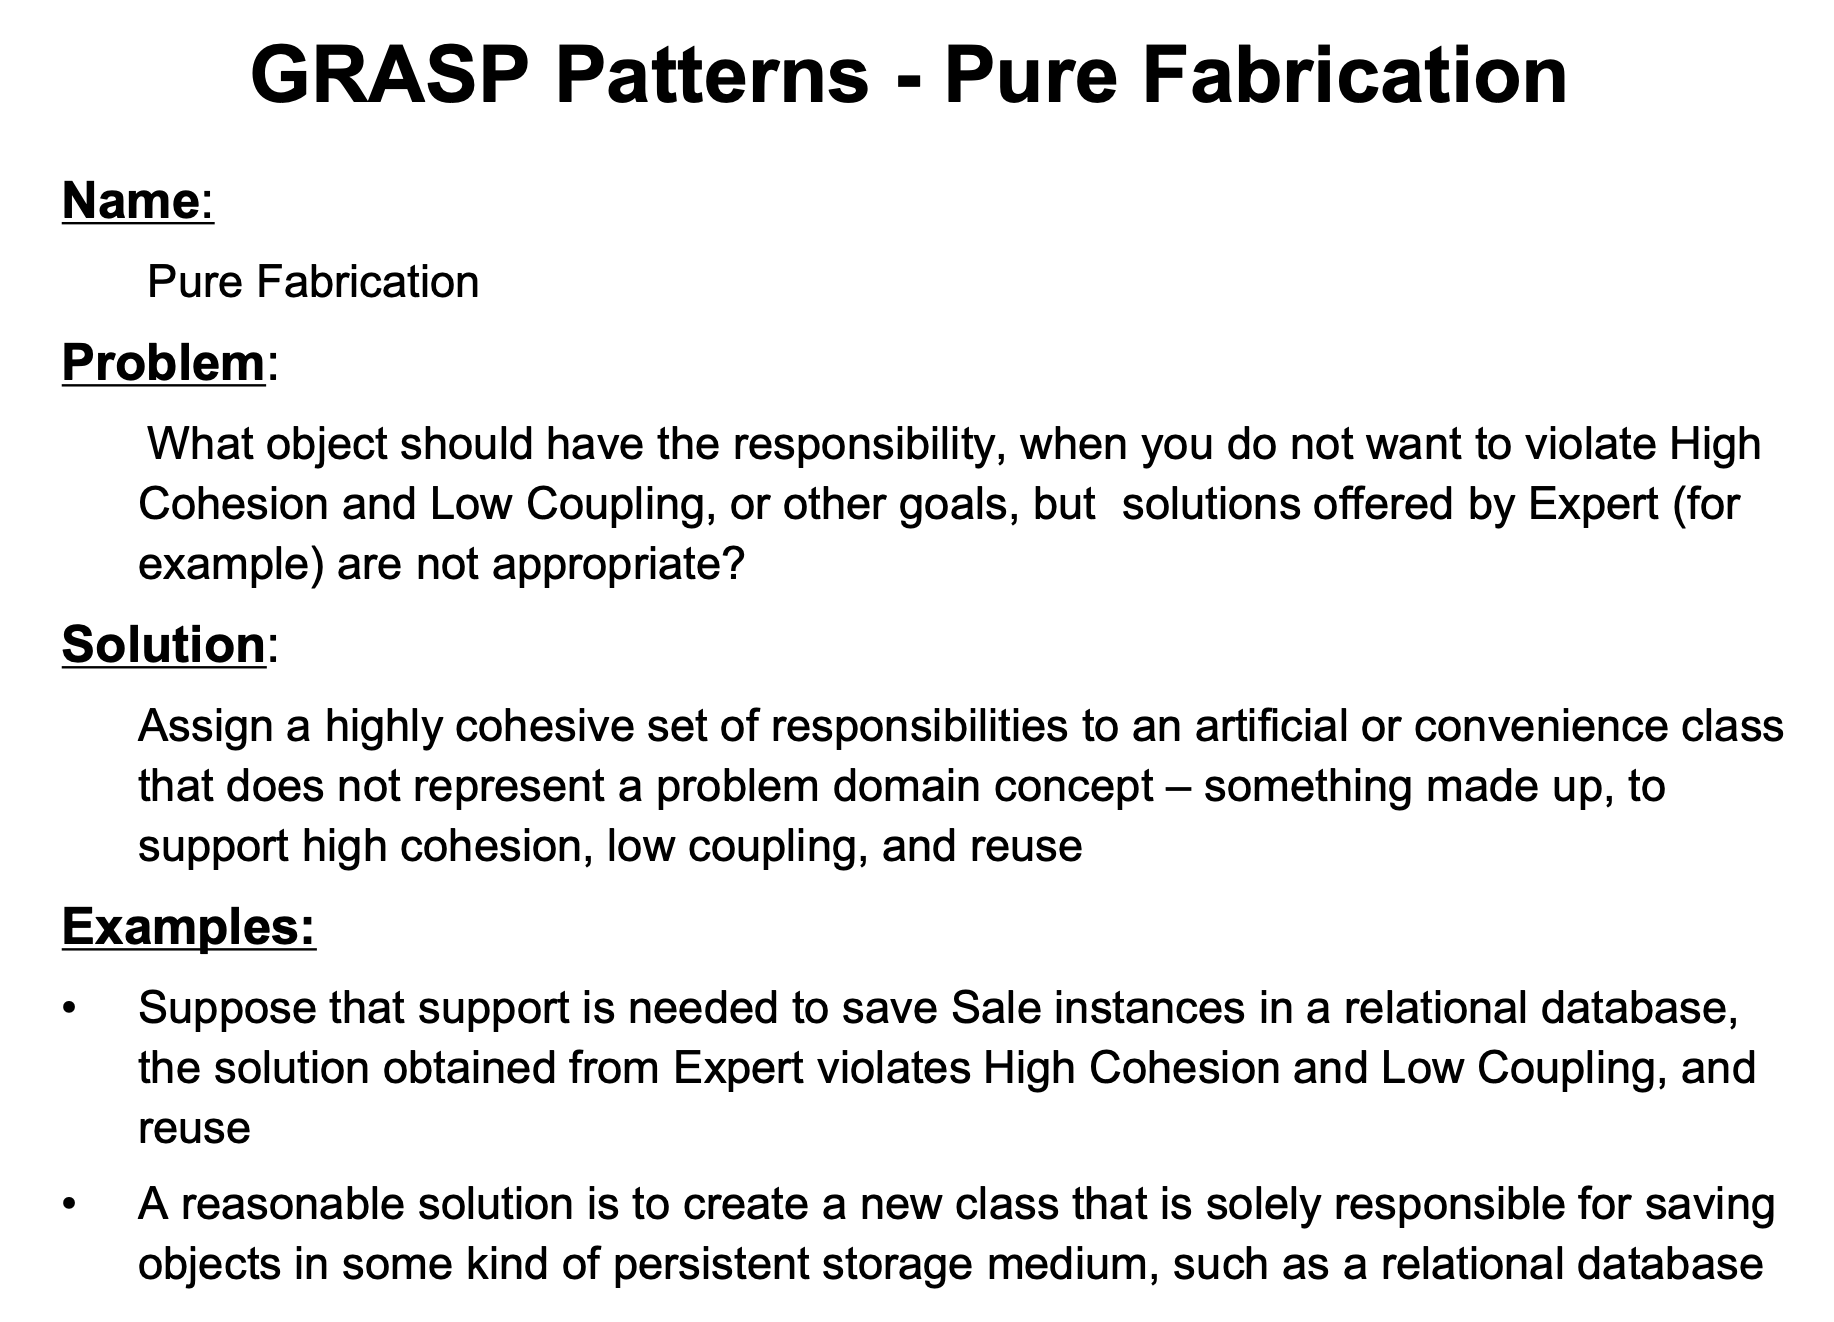 GRASP Patterns - Pure Fabrication
Name:
Pure Fabrication
Problem:
What object should have the responsibility, when you do not want to violate High
Cohesion and Low Coupling, or other goals, but  solutions offered by Expert (for
example) are not appropriate?
Solution:
Assign a highly cohesive set of responsibilities to an artificial or convenience class
that does not represent a problem domain concept – something made up, to
support high cohesion, low coupling, and reuse
Examples:
• Suppose that support is needed to save Sale instances in a relational database,
the solution obtained from Expert violates High Cohesion and Low Coupling, and
reuse
• A reasonable solution is to create a new class that is solely responsible for saving
objects in some kind of persistent storage medium, such as a relational database